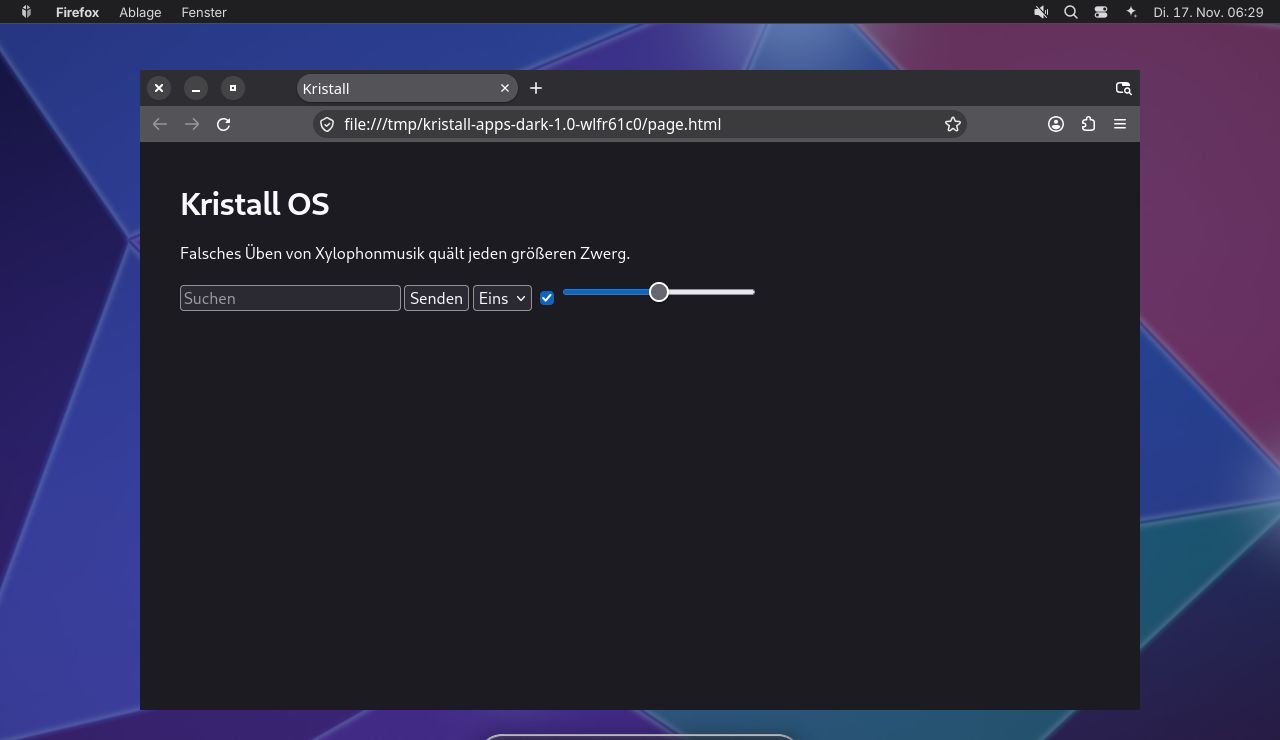 Firefox Ablage Fenster Di. 17. Nov. 06:29
Kristall
file:///tmp/kristall-apps-dark-1.0-wlfr61c0/page.html
Kristall OS
Falsches Üben von Xylophonmusik quält jeden größeren Zwerg.
Suchen Senden Eins